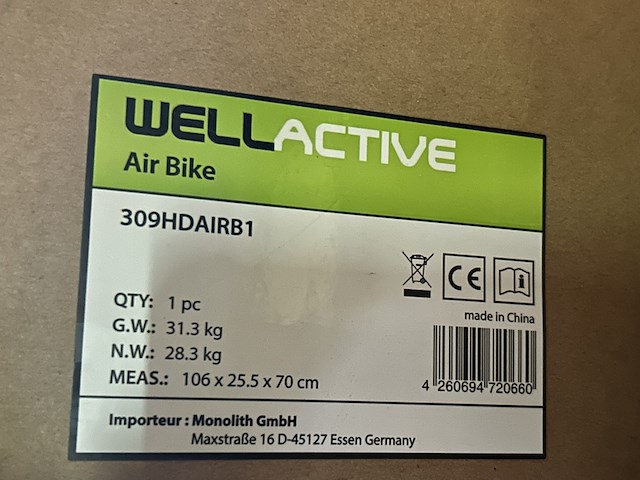 WELLACTIVE
Air Bike
309HDAIRB1
CE
made in China
QTY: 1 pc
G.W.: 31.3 kg
N.W.: 28.3 kg
MEAS.: 106 x 25.5 x 70 cm
4 260694 720660
Importeur : Monolith GmbH
Maxstraße 16 D-45127 Essen Germany